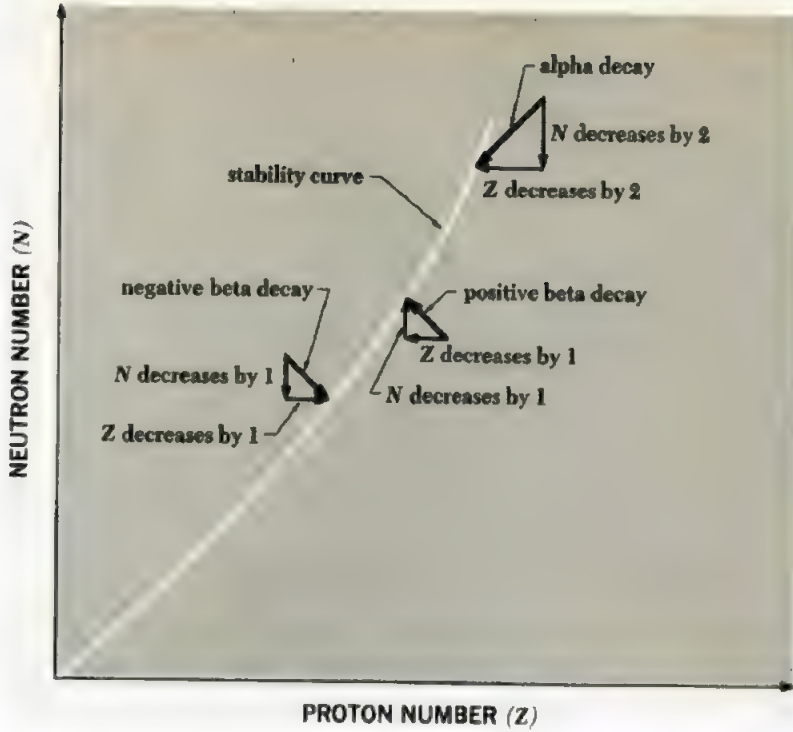 alpha decay
N decreases by 2
Z decreases by 2
stability curve
negative beta decay
positive beta decay
N decreases by 1
Z decreases by 1
Z decreases by 1
N decreases by 1
NEUTRON NUMBER (N)
PROTON NUMBER (Z)